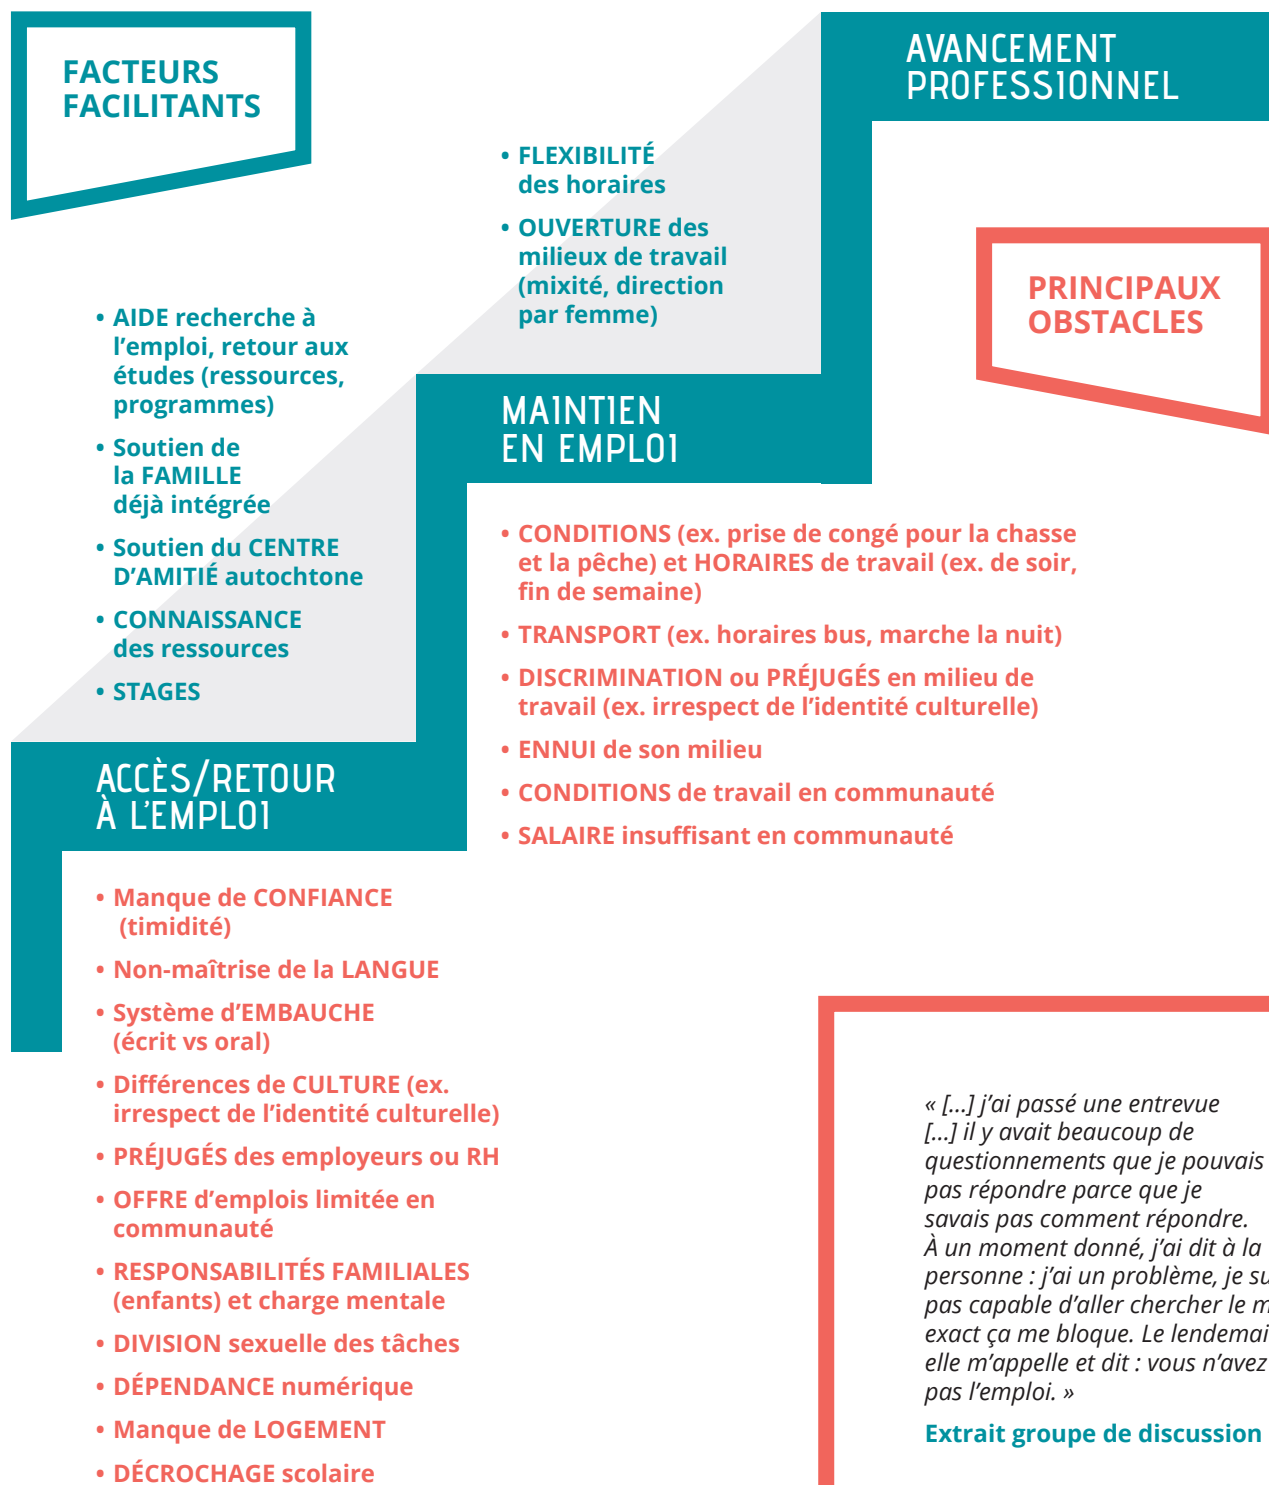 FACTEURS
FACILITANTS
AVANCEMENT
PROFESSIONNEL
• FLEXIBILITÉ
des horaires
• OUVERTURE des
milieux de travail
(mixité, direction
par femme)
PRINCIPAUX
OBSTACLES
• AIDE recherche à
l’emploi, retour aux
études (ressources,
programmes)
• Soutien de
la FAMILLE
déjà intégrée
• Soutien du CENTRE
D’AMITIÉ autochtone
• CONNAISSANCE
des ressources
• STAGES
MAINTIEN
EN EMPLOI
• CONDITIONS (ex. prise de congé pour la chasse
et la pêche) et HORAIRES de travail (ex. de soir,
fin de semaine)
• TRANSPORT (ex. horaires bus, marche la nuit)
• DISCRIMINATION ou PRÉJUGÉS en milieu de
travail (ex. irrespect de l’identité culturelle)
• ENNUI de son milieu
• CONDITIONS de travail en communauté
• SALAIRE insuffisant en communauté
ACCÈS/RETOUR
À L’EMPLOI
• Manque de CONFIANCE
(timidité)
• Non-maîtrise de la LANGUE
• Système d’EMBAUCHE
(écrit vs oral)
• Différences de CULTURE (ex.
irrespect de l’identité culturelle)
• PRÉJUGÉS des employeurs ou RH
• OFFRE d’emplois limitée en
communauté
• RESPONSABILITÉS FAMILIALES
(enfants) et charge mentale
• DIVISION sexuelle des tâches
• DÉPENDANCE numérique
• Manque de LOGEMENT
• DÉCROCHAGE scolaire
« [...] j’ai passé une entrevue
[...] il y avait beaucoup de
questionnements que je pouvais
pas répondre parce que je
savais pas comment répondre.
À un moment donné, j’ai dit à la
personne : j’ai un problème, je
pas capable d’aller chercher le
exact ça me bloque. Le
elle m’appelle et dit : vous n’avez
pas l’emploi. »
Extrait groupe de discussion